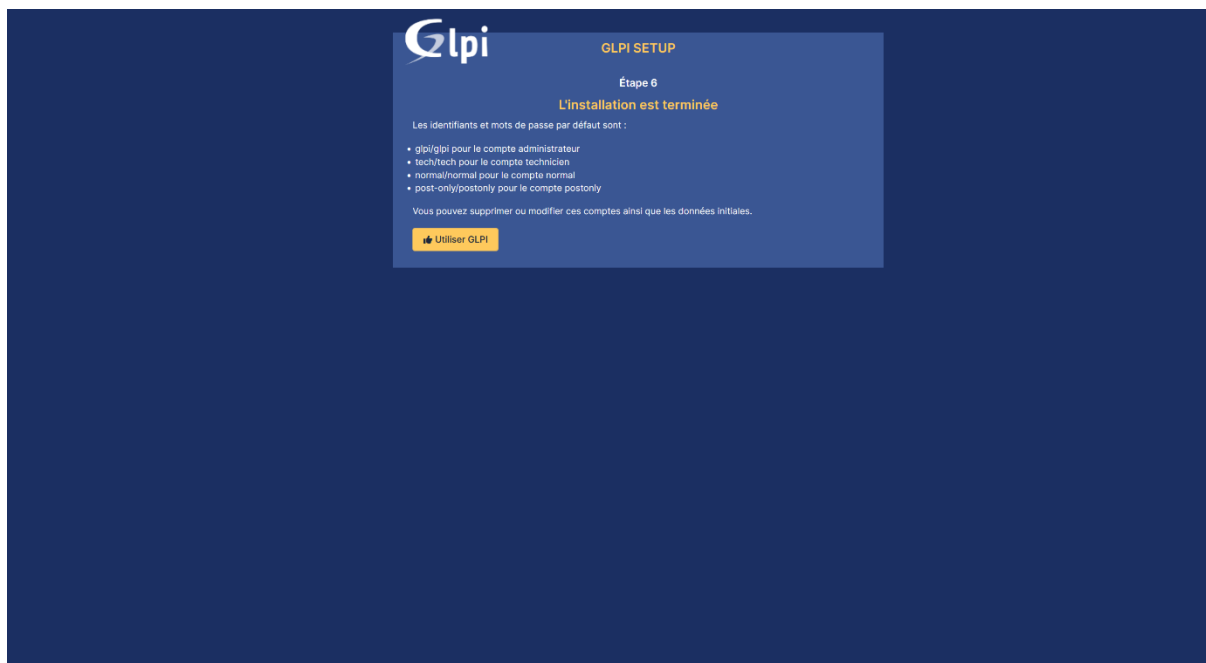 Glpi
GLPI SETUP
Étape 6
L'installation est terminée
Les identifiants et mots de passe par défaut sont :
• glpi/glpi pour le compte administrateur
• tech/tech pour le compte technicien
• normal/normal pour le compte normal
• post-only/postonly pour le compte postonly
Vous pouvez supprimer ou modifier ces comptes ainsi que les données initiales.
Utiliser GLPI